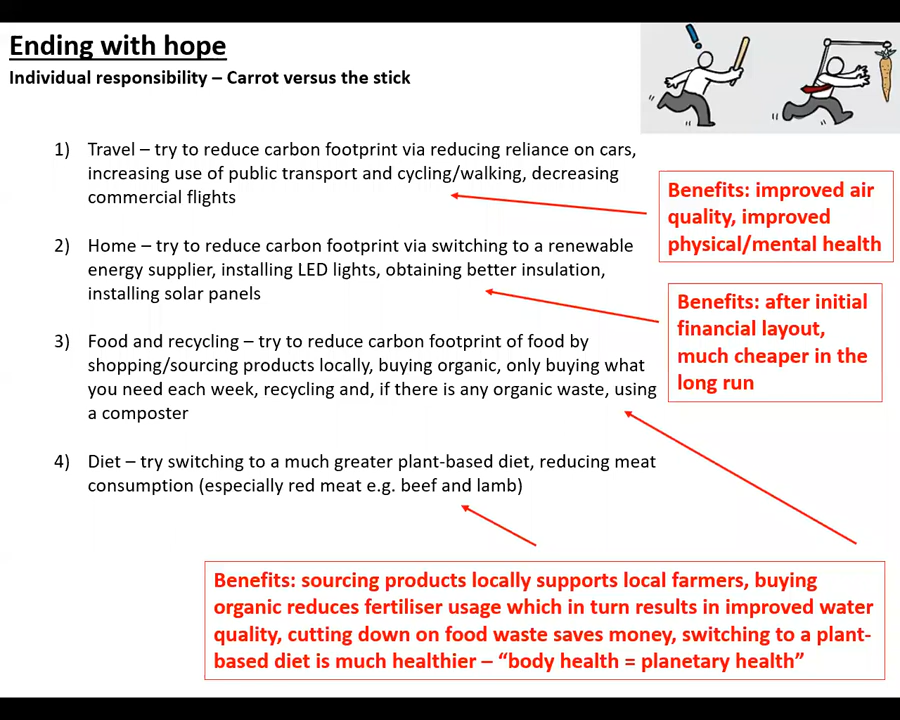 Ending with hope
Individual responsibility – Carrot versus the stick
1) Travel – try to reduce carbon footprint via reducing reliance on cars,
increasing use of public transport and cycling/walking, decreasing
commercial flights
Benefits: improved air
quality, improved
physical/mental health
2) Home – try to reduce carbon footprint via switching to a renewable
energy supplier, installing LED lights, obtaining better insulation,
installing solar panels
Benefits: after initial
financial layout,
much cheaper in the
long run
3) Food and recycling – try to reduce carbon footprint of food by
shopping/sourcing products locally, buying organic, only buying what
you need each week, recycling and, if there is any organic waste, using
a composter
4) Diet – try switching to a much greater plant-based diet, reducing meat
consumption (especially red meat e.g. beef and lamb)
Benefits: sourcing products locally supports local farmers, buying
organic reduces fertiliser usage which in turn results in improved water
quality, cutting down on food waste saves money, switching to a plant-
based diet is much healthier – “body health = planetary health”